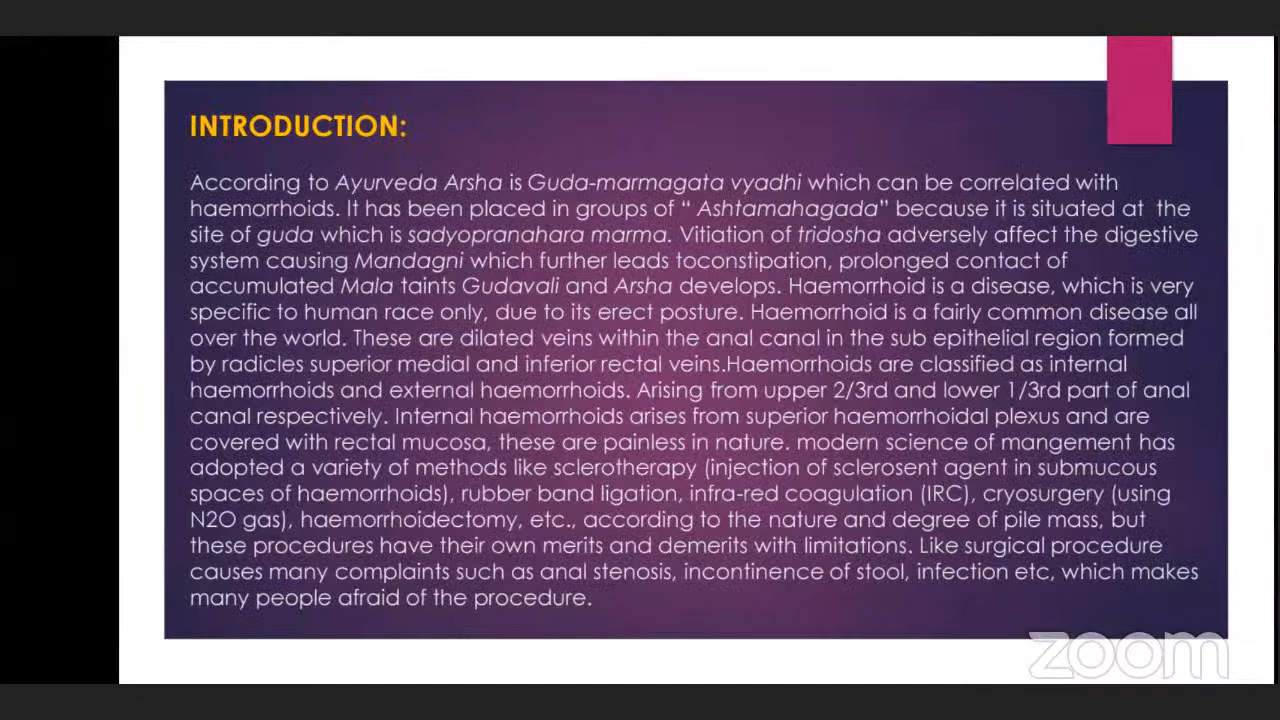 INTRODUCTION:
According to Ayurveda Arsha is Guda-marmagata vyadhi which can be correlated with
haemorrhoids. It has been placed in groups of “ Ashtamahagada” because it is situated at the
site of guda which is sadyopranahara marma. Vitiation of tridosha adversely affect the digestive
system causing Mandagni which further leads toconstipation, prolonged contact of
accumulated Mala taints Gudavali and Arsha develops. Haemorrhoid is a disease, which is very
specific to human race only, due to its erect posture. Haemorrhoid is a fairly common disease all
over the world. These are dilated veins within the anal canal in the sub epithelial region formed
by radicles superior medial and inferior rectal veins.Haemorrhoids are classified as internal
haemorrhoids and external haemorrhoids. Arising from upper 2/3rd and lower 1/3rd part of anal
canal respectively. Internal haemorrhoids arises from superior haemorrhoidal plexus and are
covered with rectal mucosa, these are painless in nature. modern science of mangement has
adopted a variety of methods like sclerotherapy (injection of sclerosent agent in submucous
spaces of haemorrhoids), rubber band ligation, infra-red coagulation (IRC), cryosurgery (using
N2O gas), haemorrhoidectomy, etc., according to the nature and degree of pile mass, but
these procedures have their own merits and demerits with limitations. Like surgical procedure
causes many complaints such as anal stenosis, incontinence of stool, infection etc, which makes
many people afraid of the procedure.
zoom